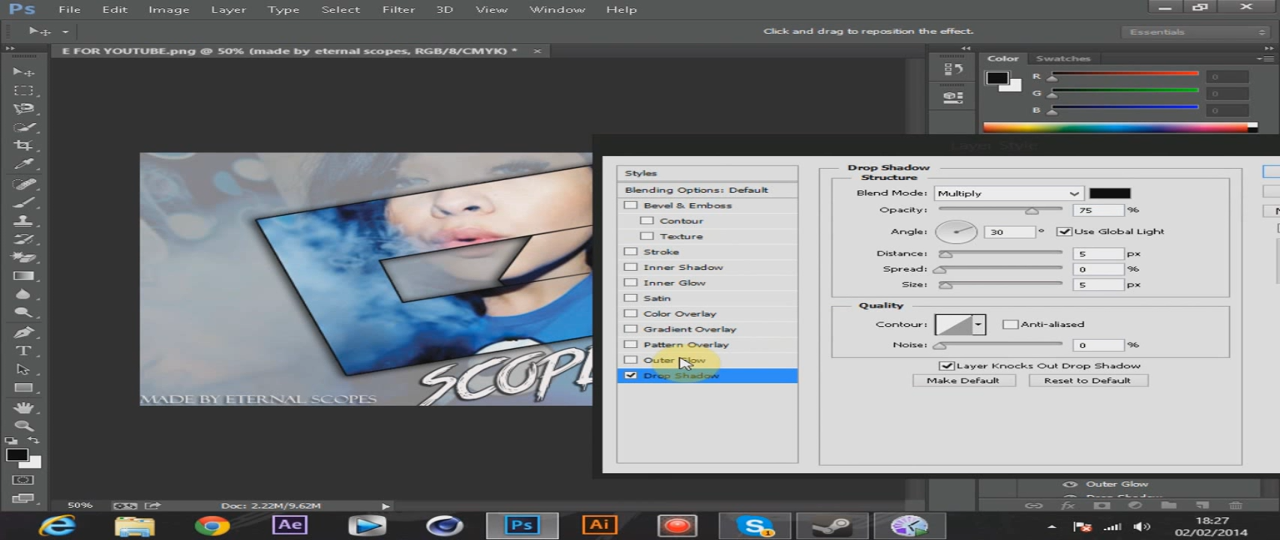 Ps File Edit Image Layer Type Select Filter 3D View Window Help
Click and drag to reposition the effect.
Essentials
E FOR YOUTUBE.png @ 50% (made by eternal scopes, RGB/8/CMYK) *
Color Swatches
R 0
G 0
B 0
Layer Style
Styles
Blending Options: Default
Bevel & Emboss
Contour
Texture
Stroke
Inner Shadow
Inner Glow
Satin
Color Overlay
Gradient Overlay
Pattern Overlay
Outer Glow
Drop Shadow
Drop Shadow
Structure
Blend Mode: Multiply
Opacity: 75 %
Angle: 30 ° Use Global Light
Distance: 5 px
Spread: 0 %
Size: 5 px
Quality
Contour: Anti-aliased
Noise: 0 %
Layer Knocks Out Drop Shadow
Make Default Reset to Default
SCOPE
MADE BY ETERNAL SCOPES
Outer Glow
Drop Shadow
50% Doc: 2.22M/9.62M
Ae Ps Ai
18:27
02/02/2014